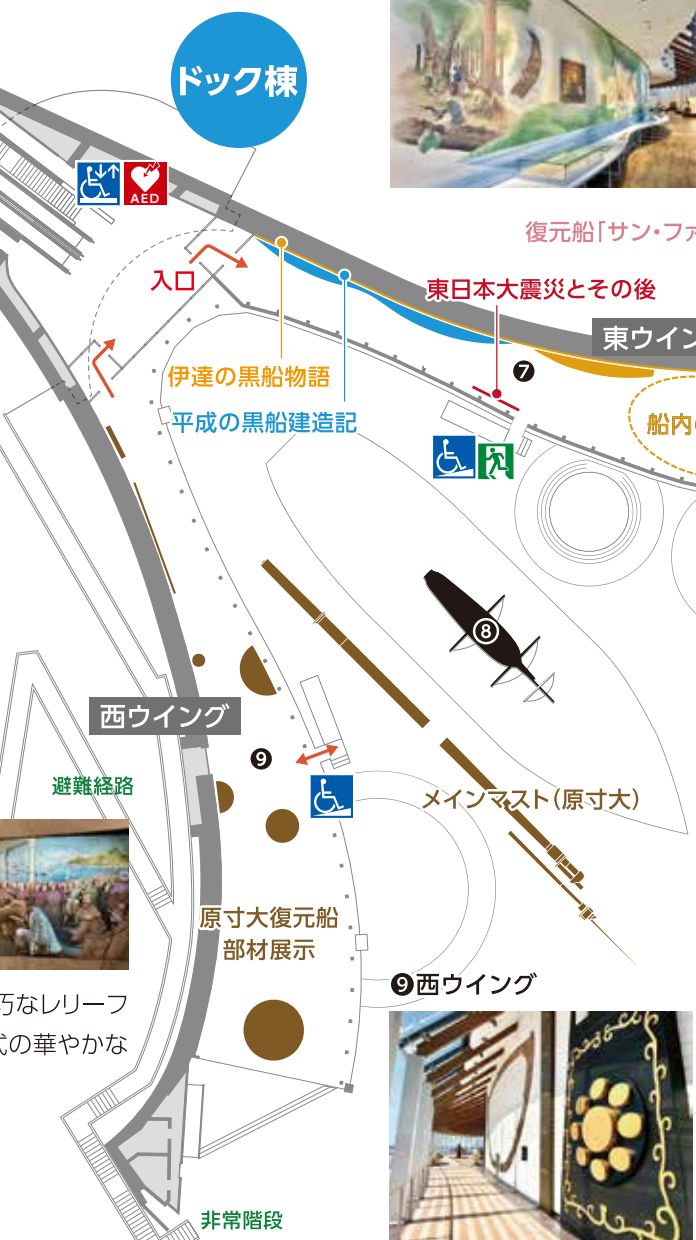 ドック棟
AED
入口
復元船「サン・ファ
東日本大震災とその後
東ウイン
❼
伊達の黒船物語
平成の黒船建造記
船内
❽
西ウイング
❾
避難経路
メインマスト（原寸大）
原寸大復元船
部材展示
❾西ウイング
巧なレリーフ
式の華やかな
非常階段